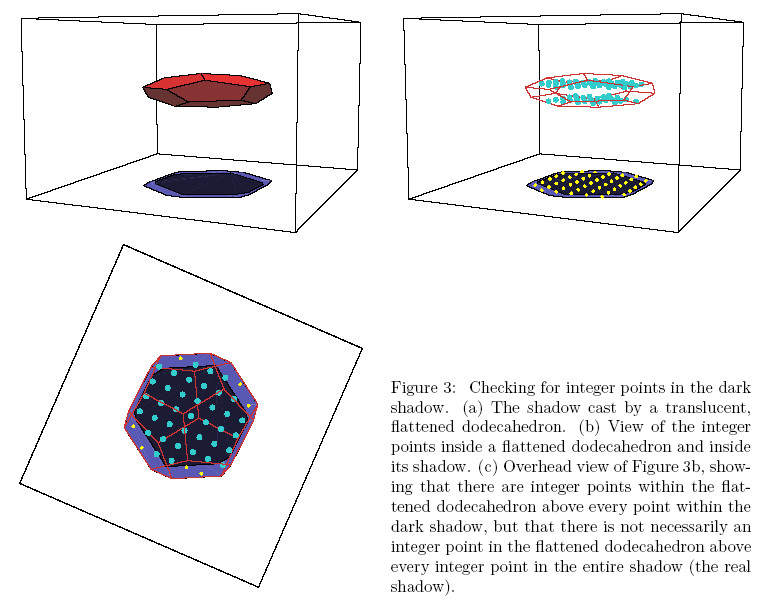 Figure 3: Checking for integer points in the dark
shadow. (a) The shadow cast by a translucent,
flattened dodecahedron. (b) View of the integer
points inside a flattened dodecahedron and inside
its shadow. (c) Overhead view of Figure 3b, show-
ing that there are integer points within the flat-
tened dodecahedron above every point within the
dark shadow, but that there is not necessarily an
integer point in the flattened dodecahedron above
every integer point in the entire shadow (the real
shadow).